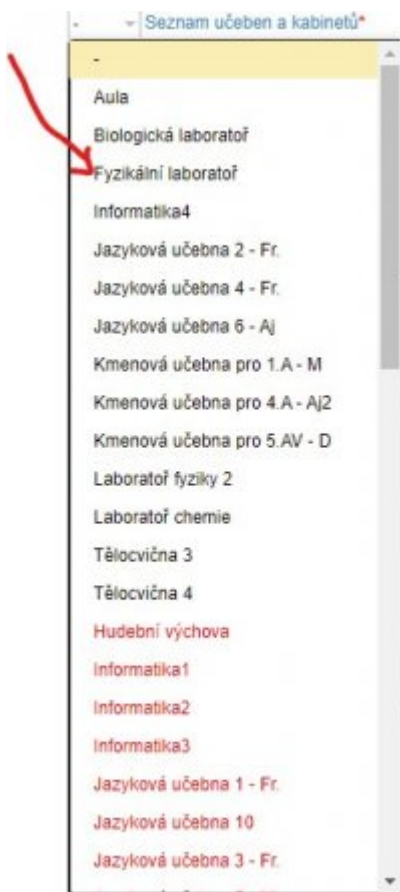 - Seznam učeben a kabinetů*
-
Aula
Biologická laboratoř
Fyzikální laboratoř
Informatika4
Jazyková učebna 2 - Fr.
Jazyková učebna 4 - Fr.
Jazyková učebna 6 - Aj
Kmenová učebna pro 1.A - M
Kmenová učebna pro 4.A - Aj2
Kmenová učebna pro 5.AV - D
Laboratoř fyziky 2
Laboratoř chemie
Tělocvična 3
Tělocvična 4
Hudební výchova
Informatika1
Informatika2
Informatika3
Jazyková učebna 1 - Fr.
Jazyková učebna 10
Jazyková učebna 3 - Fr.